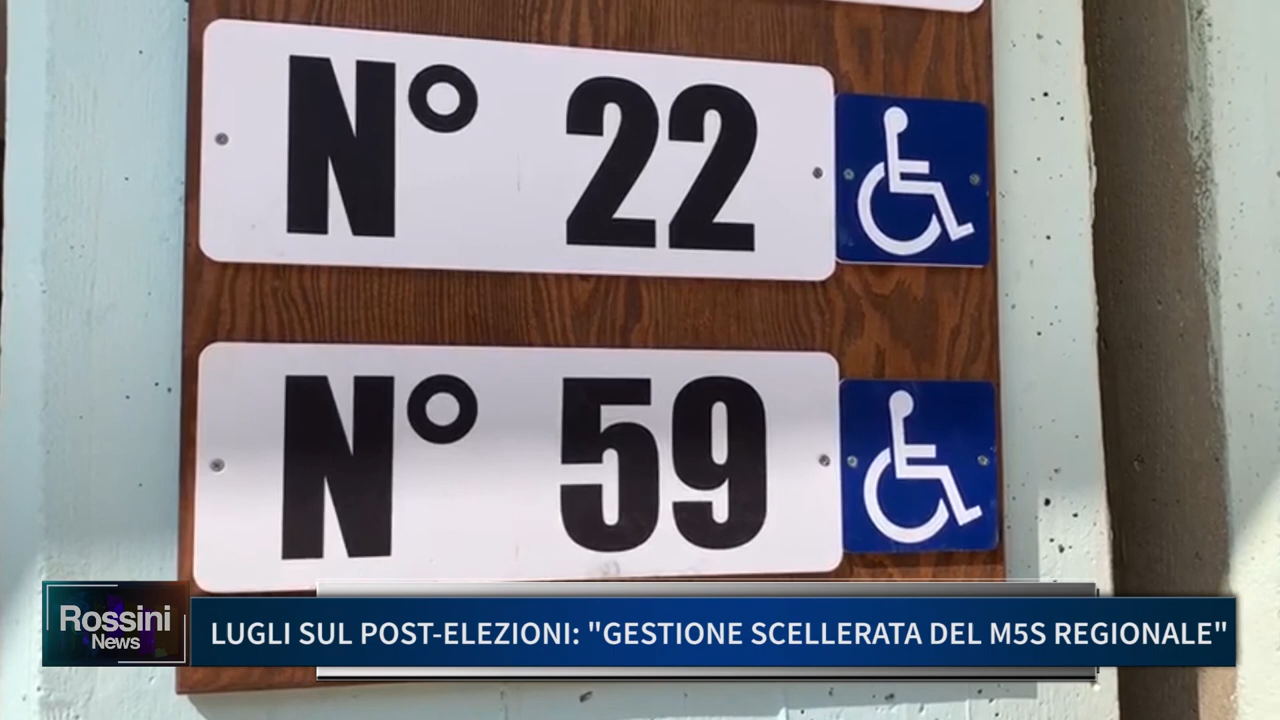 N° 22
N° 59
Rossini
News
LUGLI SUL POST-ELEZIONI: "GESTIONE SCELLERATA DEL M5S REGIONALE"